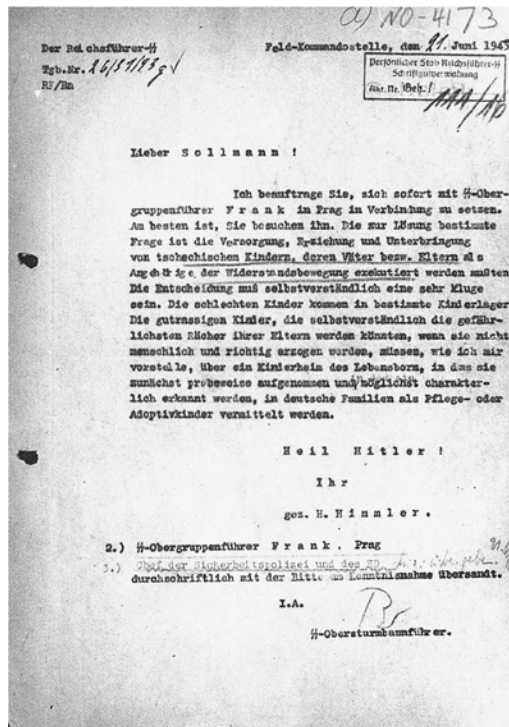 a) NO-4173
Der Reichsführer-SS
Feld-Kommandostelle, den 21. Juni 1943
Tgb.Nr. 26/31/43g
RF/Bn
Persönlicher Stab Reichsführer-SS
Schriftgutverwaltung
Akt. Nr. Geh./
Lieber Sollmann !
Ich beauftrage Sie, sich sofort mit SS-Ober-
gruppenführer Frank in Prag in Verbindung zu setzen.
Am besten ist, Sie besuchen ihn. Die zur Lösung bestimmte
Frage ist die Versorgung, Erziehung und Unterbringung
von tschechischen Kindern, deren Väter bezw. Eltern als
Angehörige der Widerstandsbewegung exekutiert werden mußten
Die Entscheidung muß selbstverständlich eine sehr kluge
sein. Die schlechten Kinder kommen in bestimmte Kinderlager
Die gutrassigen Kinder, die selbstverständlich die gefähr-
lichsten Rächer ihrer Eltern werden könnten, wenn sie nicht
menschlich und richtig erzogen werden, müssen, wie ich mir
vorstelle, über ein Kinderheim des Lebensborn, in das sie
zunächst probeweise aufgenommen und möglichst charakter-
lich erkannt werden, in deutsche Familien als Pflege- oder
Adoptivkinder vermittelt werden.
Heil Hitler !
Ihr
gez. H. Himmler.
2.) SS-Obergruppenführer Frank, Prag
3.) Chef der Sicherheitspolizei und des SD
durchschriftlich mit der Bitte um Kenntnisnahme übersandt.
I.A.
SS-Obersturmbannführer.